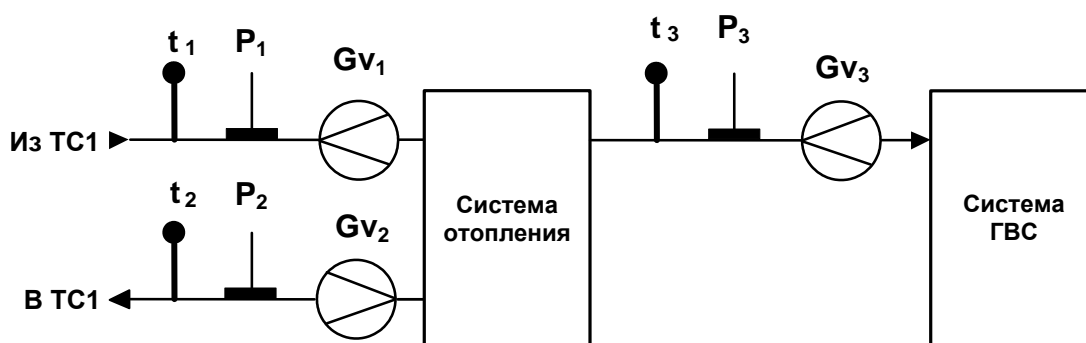 t 1
P1
Gv1
t 3
P3
Gv3
Из ТС1
t 2
P2
Gv2
Система
отопления
Система
ГВС
В ТС1